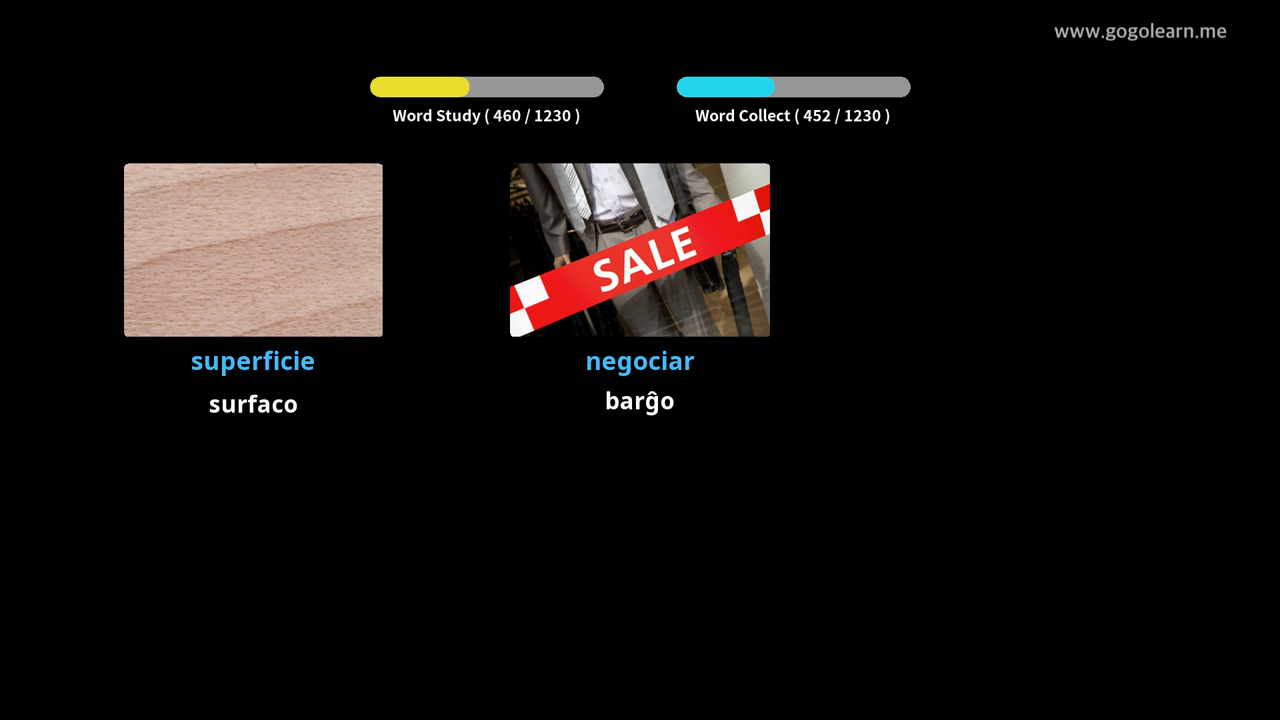 www.gogolearn.me
Word Study ( 460 / 1230 )
Word Collect ( 452 / 1230 )
SALE
superficie
surfaco
negociar
barĝo